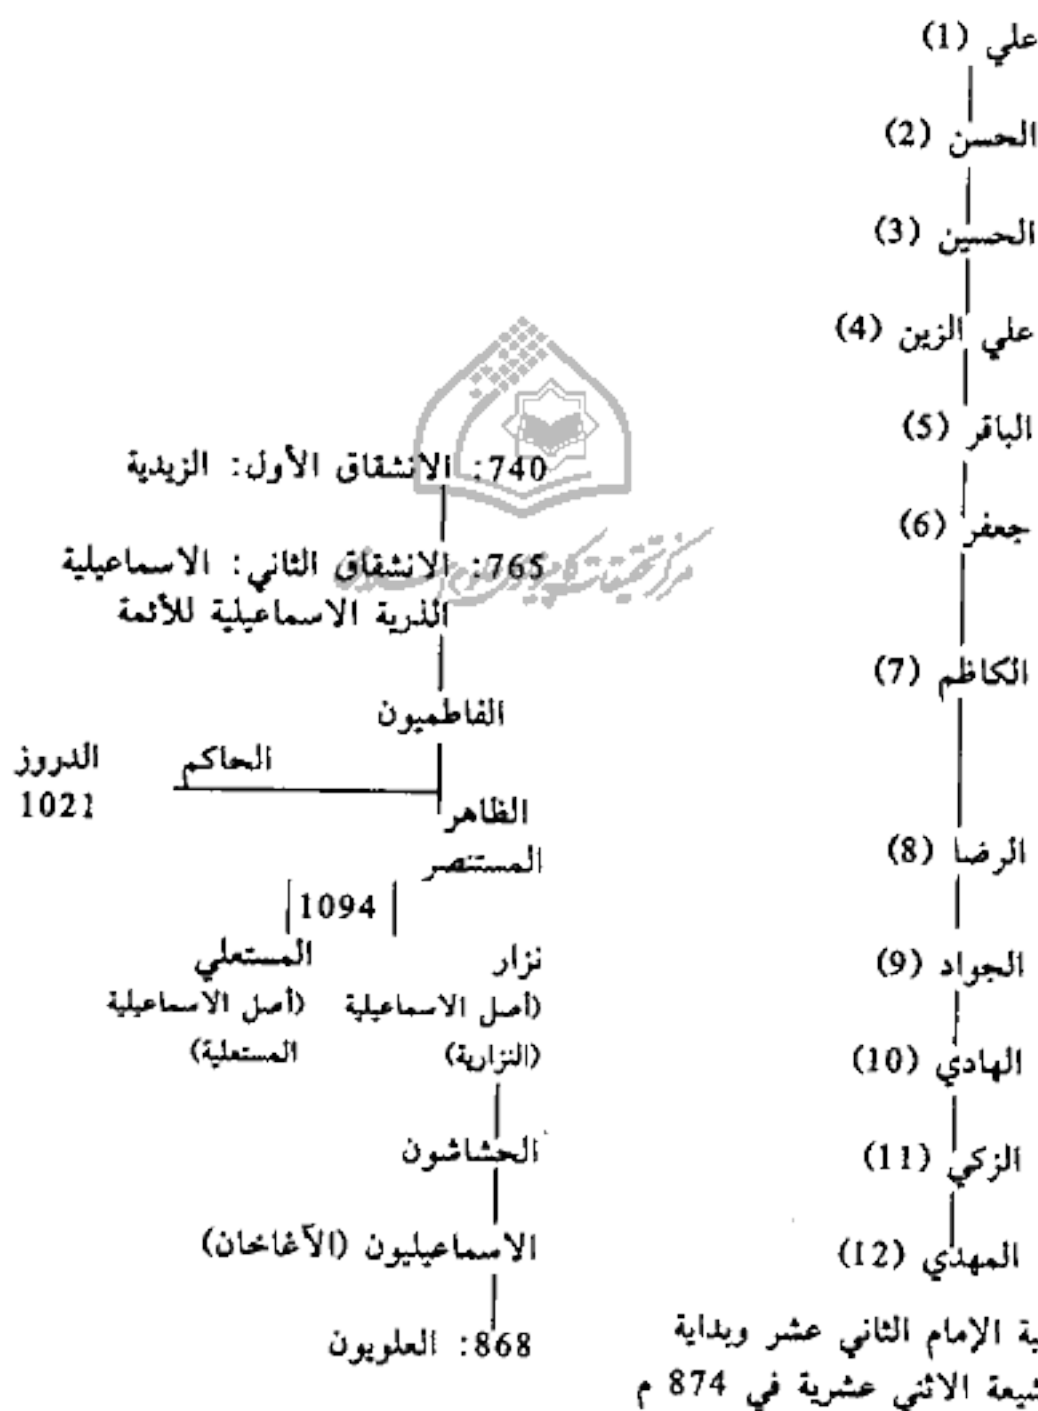 علي (1)
الحسن (2)
الحسين (3)
علي الزين (4)
الباقر (5)
جعفر (6)
الكاظم (7)
الرضا (8)
الجواد (9)
الهادي (10)
الزكي (11)
المهدي (12)
ية الإمام الثاني عشر وبداية
شيعة الاثني عشرية في 874 م
740: الانشقاق الأول: الزيدية
765: الانشقاق الثاني: الاسماعيلية
الذرية الاسماعيلية للأئمة
الفاطميون
الحاكم الدروز
1021
الظاهر
المستنصر
1094
نزار المستعلي
(أصل الاسماعيلية (أصل الاسماعيلية
(النزارية) المستعلية)
الحشاشون
الاسماعيليون (الآغاخان)
868: العلويون